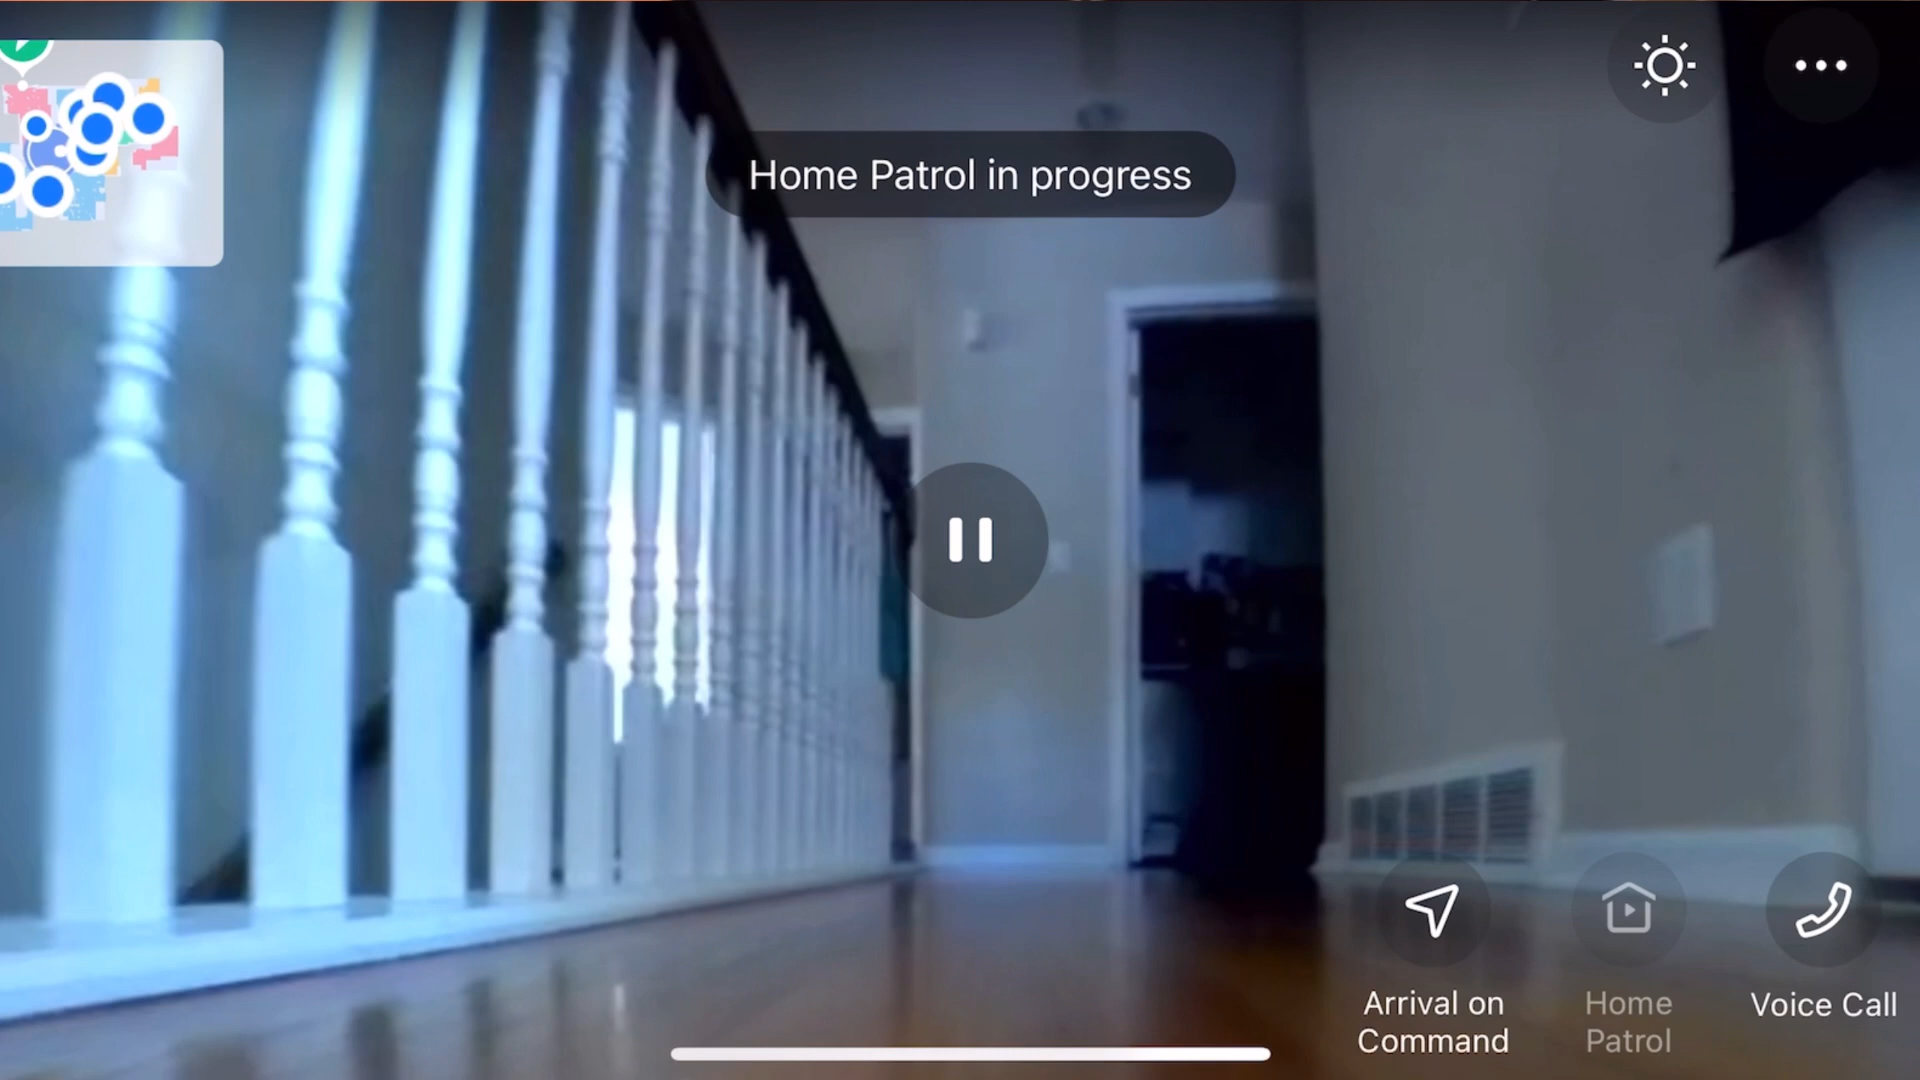 Home Patrol in progress
Arrival on
Command
Home
Patrol
Voice Call